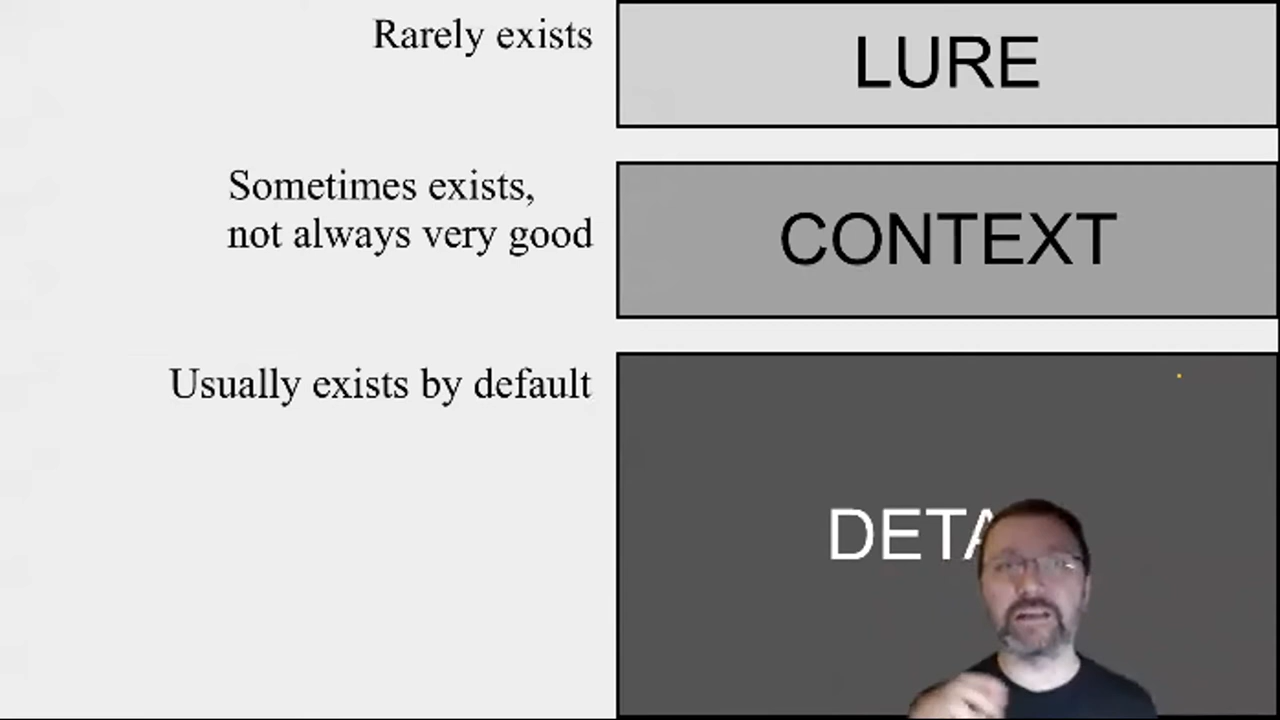 Rarely exists
LURE
Sometimes exists,
not always very good
CONTEXT
Usually exists by default